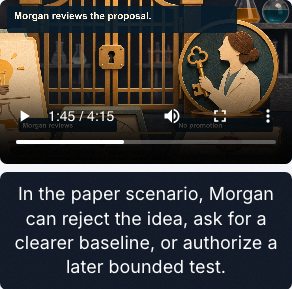 Morgan reviews the proposal.
1:45 / 4:15
Morgan reviews
No promotion
In the paper scenario, Morgan
can reject the idea, ask for a
clearer baseline, or authorize a
later bounded test.